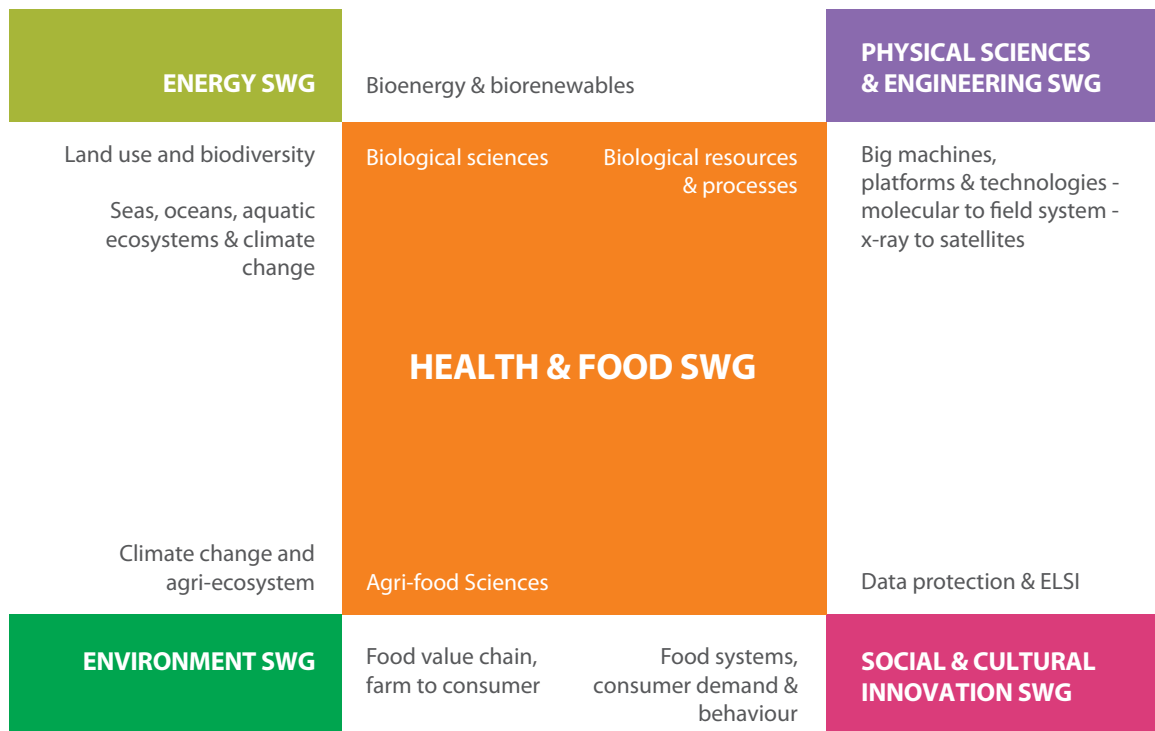 ENERGY SWG
Bioenergy & biorenewables
PHYSICAL SCIENCES
& ENGINEERING SWG
Land use and biodiversity
Seas, oceans, aquatic
ecosystems & climate
change
Biological sciences
Biological resources
& processes
Big machines,
platforms & technologies -
molecular to field system -
x-ray to satellites
HEALTH & FOOD SWG
Climate change and
agri-ecosystem
Agri-food Sciences
Data protection & ELSI
ENVIRONMENT SWG
Food value chain,
farm to consumer
Food systems,
consumer demand &
behaviour
SOCIAL & CULTURAL
INNOVATION SWG